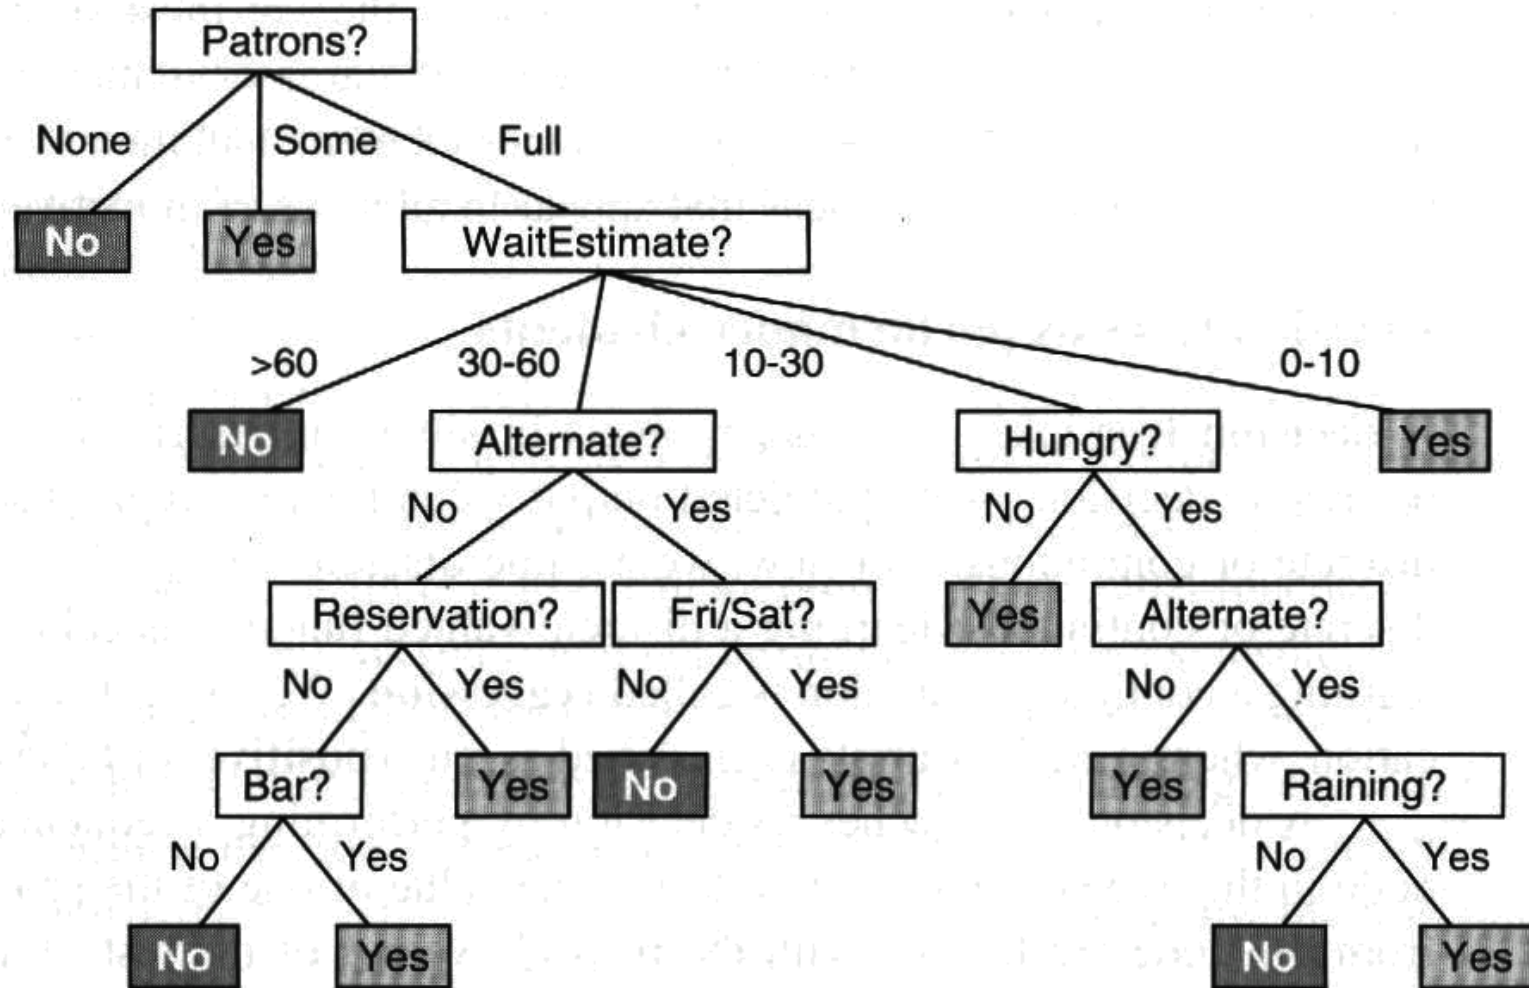 Patrons?
None Some Full
No Yes WaitEstimate?
>60 30-60 10-30 0-10
No Alternate? Hungry? Yes
No Yes No Yes
Reservation? Fri/Sat? Yes Alternate?
No Yes No Yes No Yes
Bar? Yes No Yes Yes Raining?
No Yes No Yes
No Yes No Yes